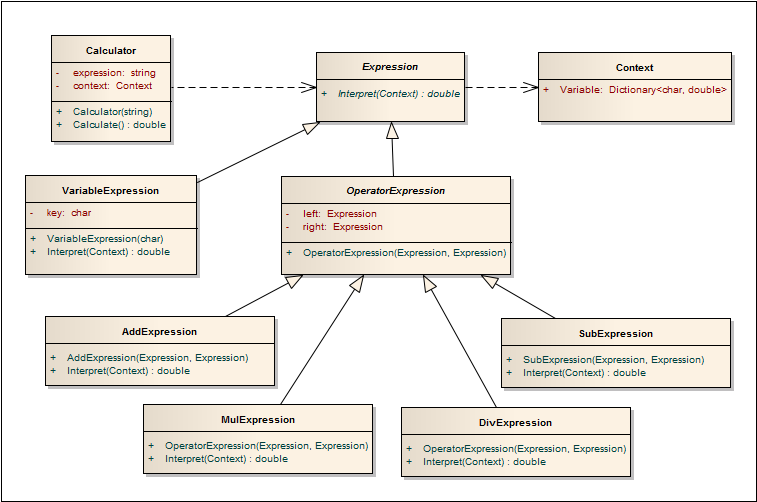 Calculator
- expression: string
- context: Context
+ Calculator(string)
+ Calculate() : double
Expression
+ Interpret(Context) : double
Context
+ Variable: Dictionary<char, double>
VariableExpression
- key: char
+ VariableExpression(char)
+ Interpret(Context) : double
OperatorExpression
- left: Expression
- right: Expression
+ OperatorExpression(Expression, Expression)
AddExpression
+ AddExpression(Expression, Expression)
+ Interpret(Context) : double
SubExpression
+ SubExpression(Expression, Expression)
+ Interpret(Context) : double
MulExpression
+ OperatorExpression(Expression, Expression)
+ Interpret(Context) : double
DivExpression
+ OperatorExpression(Expression, Expression)
+ Interpret(Context) : double